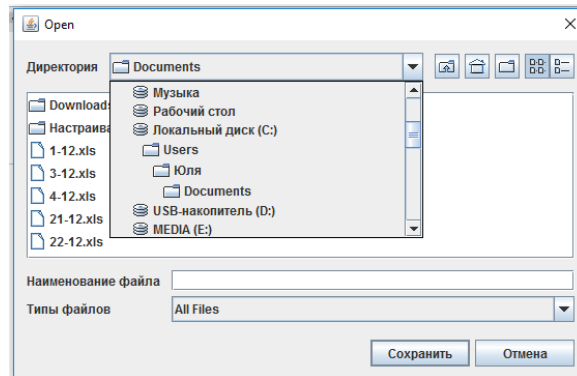 Open
Директория
Documents
Downloads
Настраива
1-12.xls
3-12.xls
4-12.xls
21-12.xls
22-12.xls
Музыка
Рабочий стол
Локальный диск (C:)
Users
Юля
Documents
USB-накопитель (D:)
MEDIA (E:)
Наименование файла
Типы файлов
All Files
Сохранить
Отмена